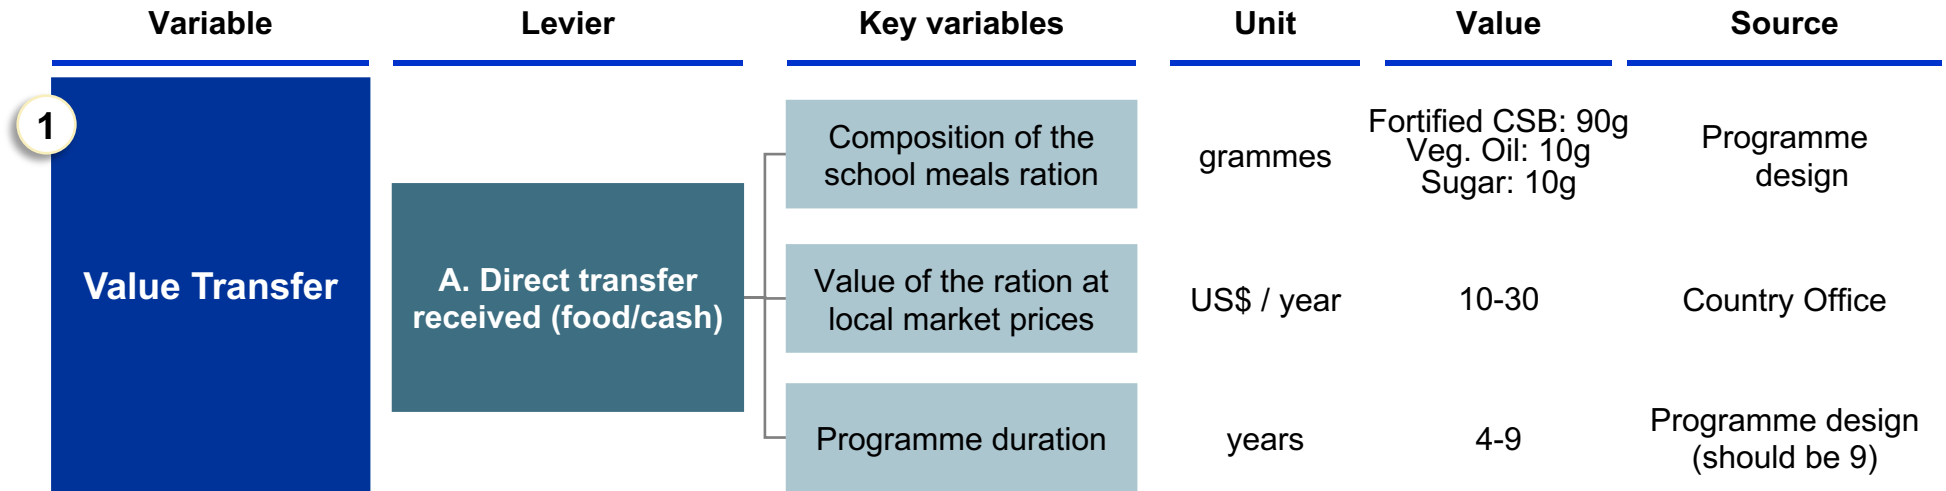 Variable Levier Key variables Unit Value Source
1
Value Transfer
A. Direct transfer
received (food/cash)
Composition of the
school meals ration
grammes
Fortified CSB: 90g
Veg. Oil: 10g
Sugar: 10g
Programme
design
Value of the ration at
local market prices
US$ / year
10-30
Country Office
Programme duration
years
4-9
Programme design
(should be 9)